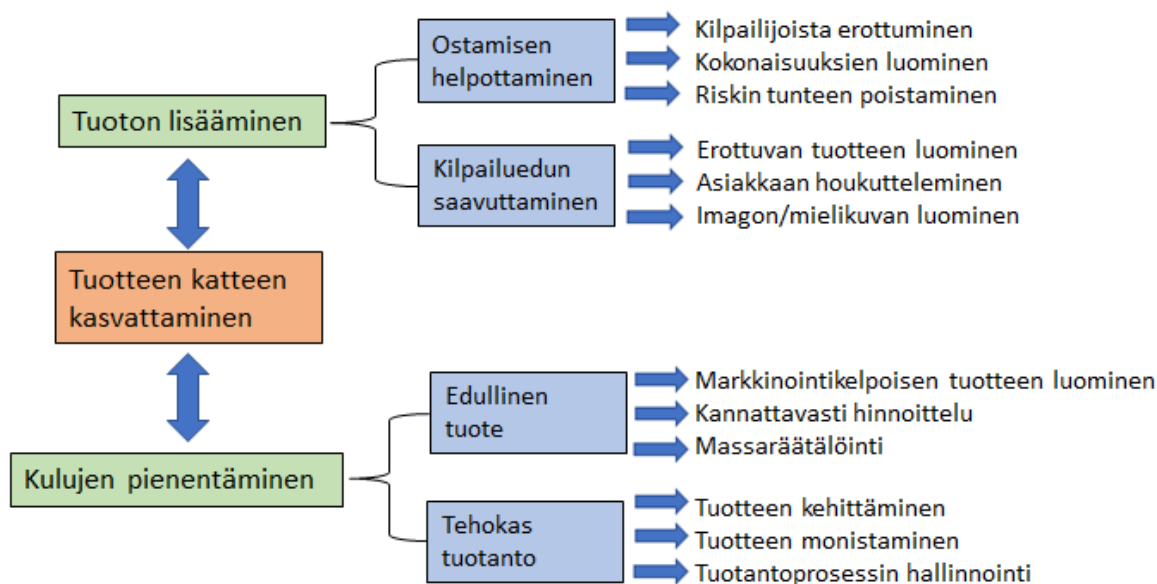 Ostamisen
helpottaminen
Kilpailijoista erottuminen
Kokonaisuuksien luominen
Riskin tunteen poistaminen
Tuoton lisääminen
Kilpailuedun
saavuttaminen
Erottuvan tuotteen luominen
Asiakkaan houkutteleminen
Imagon/mielikuvan luominen
Tuotteen katteen
kasvattaminen
Edullinen
tuote
Markkinointikelpoisen tuotteen luominen
Kannattavasti hinnoittelu
Massaräätälöinti
Kulujen pienentäminen
Tehokas
tuotanto
Tuotteen kehittäminen
Tuotteen monistaminen
Tuotantoprosessin hallinnointi